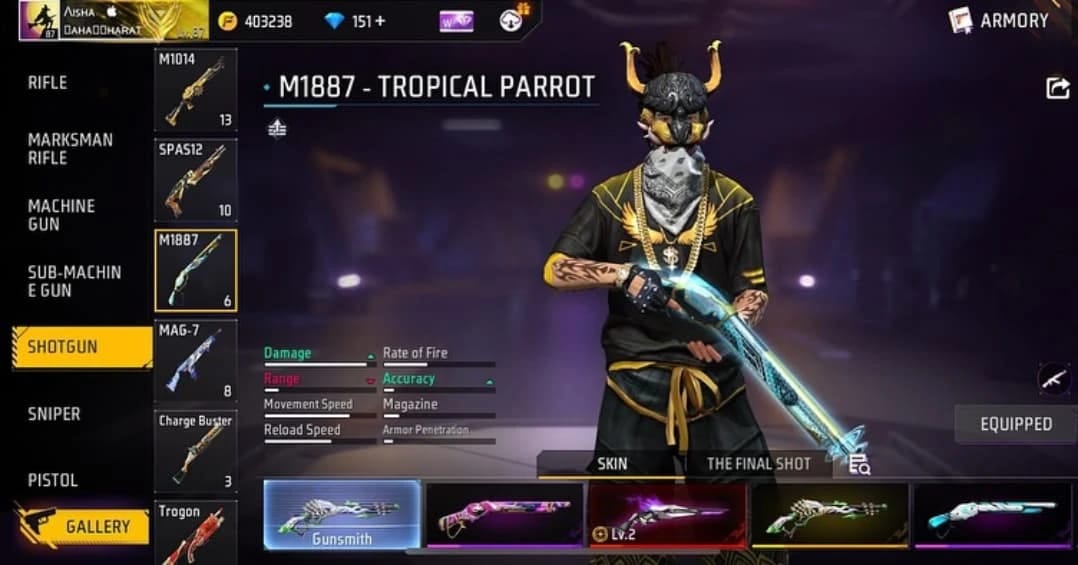 AISHA
403238
151 +
ARMORY
RIFLE
MARKSMAN
RIFLE
MACHINE
GUN
SUB-MACHIN
E GUN
SHOTGUN
SNIPER
PISTOL
GALLERY
M1014
13
SPAS12
10
M1887
6
MAG-7
8
Charge Buster
3
Trogon
M1887 - TROPICAL PARROT
Damage
Rate of Fire
Range
Accuracy
Movement Speed
Magazine
Reload Speed
Armor Penetration
EQUIPPED
SKIN
THE FINAL SHOT
Gunsmith
Lv.2